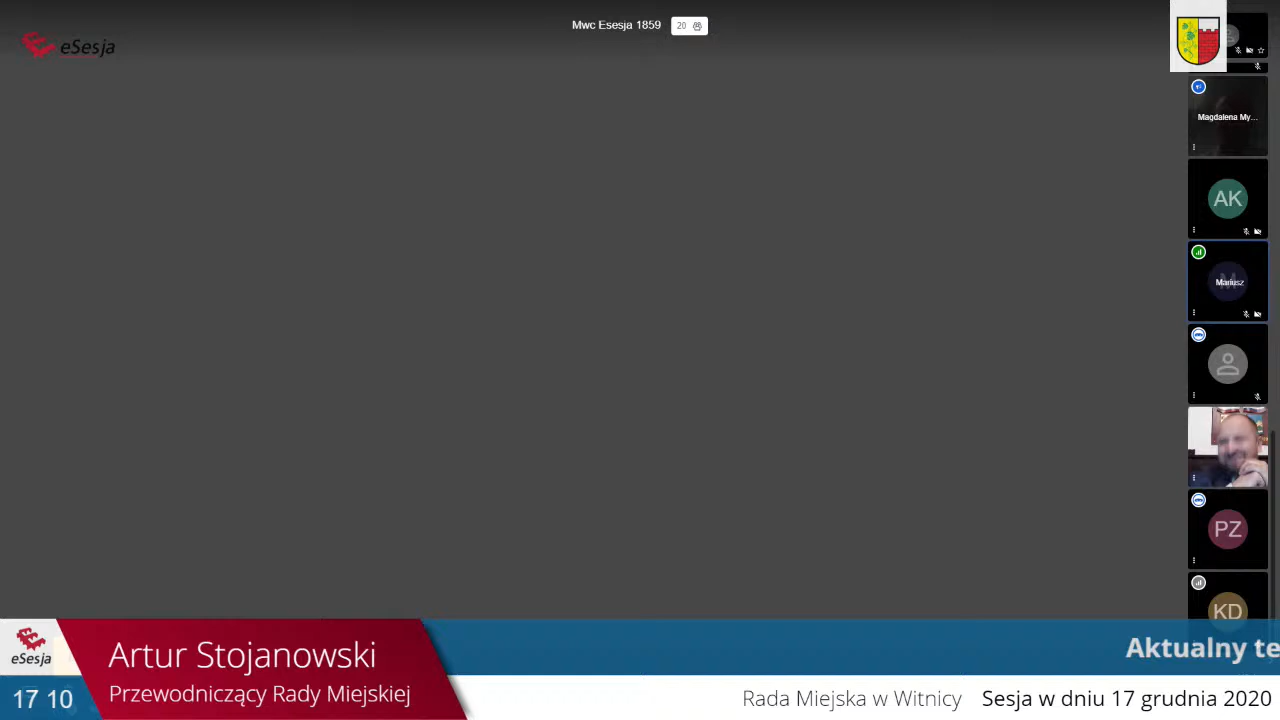 Mwc Esesja 1859 20
eSesja
Magdalena My...
AK
Mariusz
PZ
KD
eSesja
Artur Stojanowski
Przewodniczący Rady Miejskiej
Aktualny te
17 10
Rada Miejska w Witnicy Sesja w dniu 17 grudnia 2020